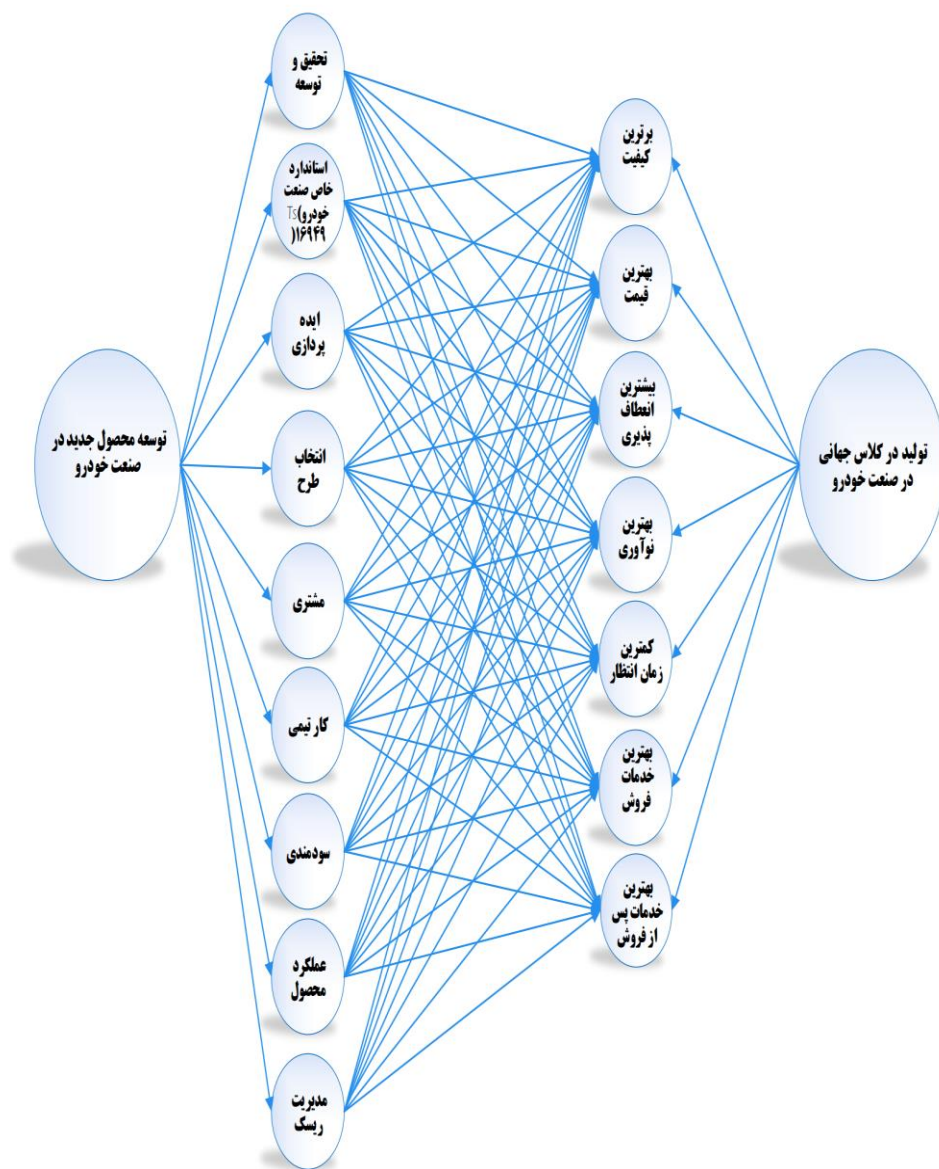 تحقیق و
توسعه
استاندارد
خاص صنعت
خودرو)Ts
(۱۶۹۴۹
ایده
پردازی
انتخاب
طرح
مشتری
کار تیمی
سودمندی
عملکرد
محصول
مدیریت
ریسک
توسعه محصول جدید در
صنعت خودرو
برترین
کیفیت
بهترین
قیمت
بیشترین
انعطاف
پذیری
بهترین
نوآوری
کمترین
زمان انتظار
بهترین
خدمات
فروش
بهترین
خدمات پس
از فروش
تولید در کلاس جهانی
در صنعت خودرو